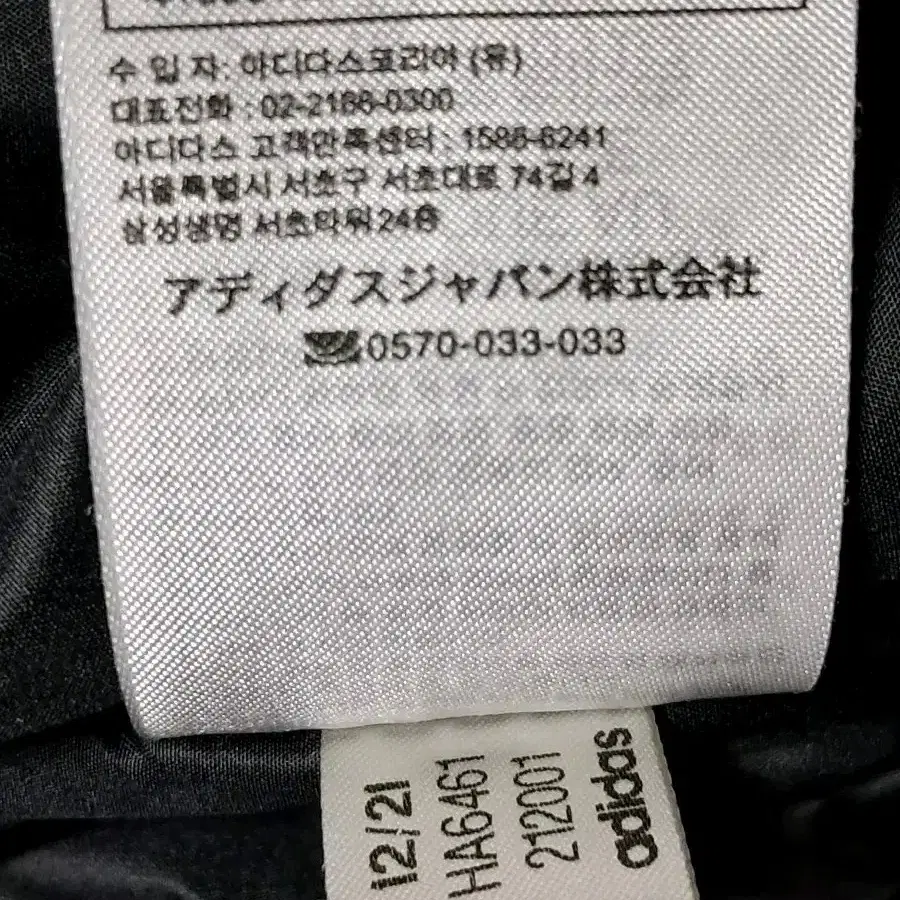 수 입 자: 아디다스코리아 (유)
대표전화 : 02-2188-0300
아디다스 고객만족센터 : 1588-8241
서울특별시 서초구 서초대로 74길 4
삼성생명 서초타워 24층
アディダスジャパン株式会社
0570-033-033
12/21
HA6461
212001
adidas